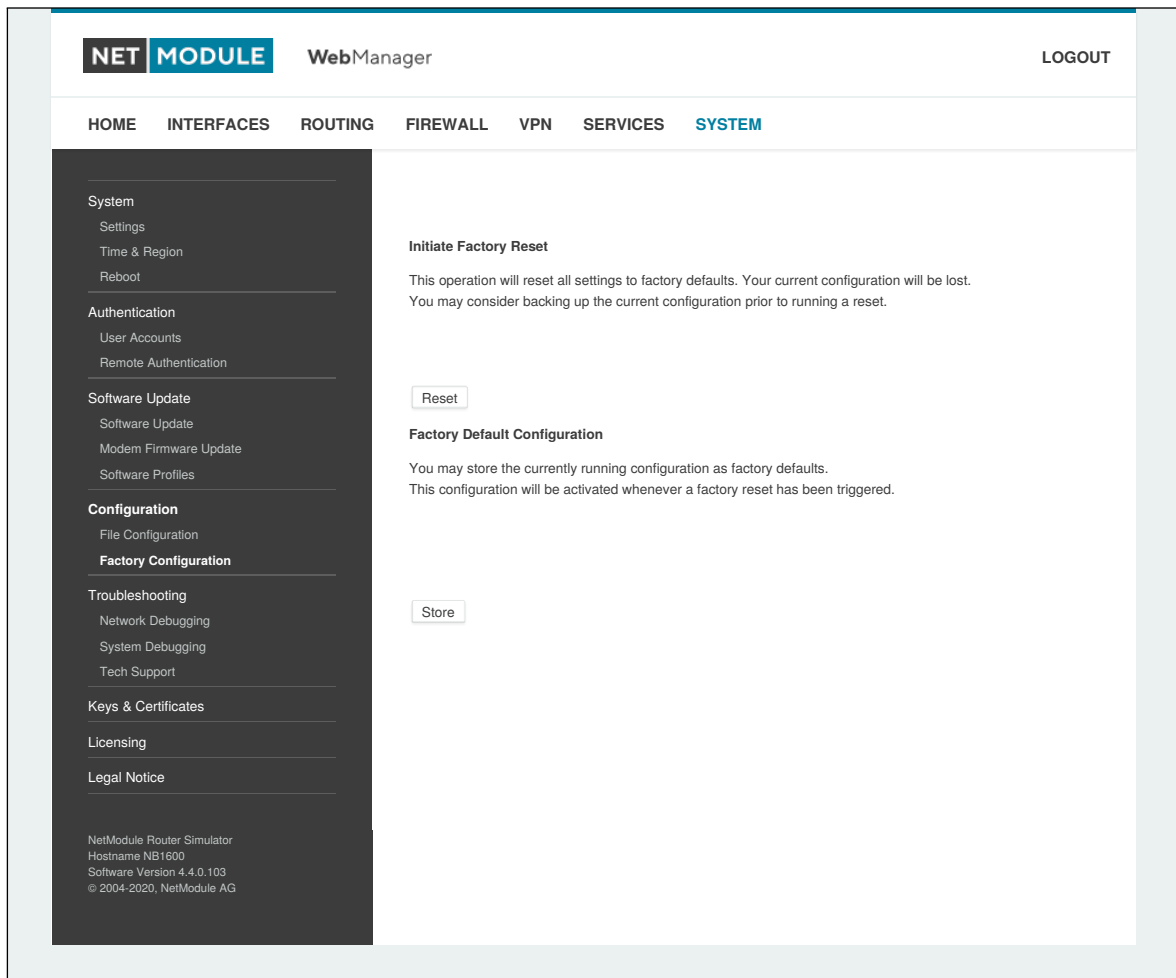 NET MODULE WebManager LOGOUT
HOME INTERFACES ROUTING FIREWALL VPN SERVICES SYSTEM
System
Settings
Time & Region
Reboot
Authentication
User Accounts
Remote Authentication
Software Update
Software Update
Modem Firmware Update
Software Profiles
Configuration
File Configuration
Factory Configuration
Troubleshooting
Network Debugging
System Debugging
Tech Support
Keys & Certificates
Licensing
Legal Notice
NetModule Router Simulator
Hostname NB1600
Software Version 4.4.0.103
© 2004-2020, NetModule AG
Initiate Factory Reset
This operation will reset all settings to factory defaults. Your current configuration will be lost.
You may consider backing up the current configuration prior to running a reset.
Reset
Factory Default Configuration
You may store the currently running configuration as factory defaults.
This configuration will be activated whenever a factory reset has been triggered.
Store